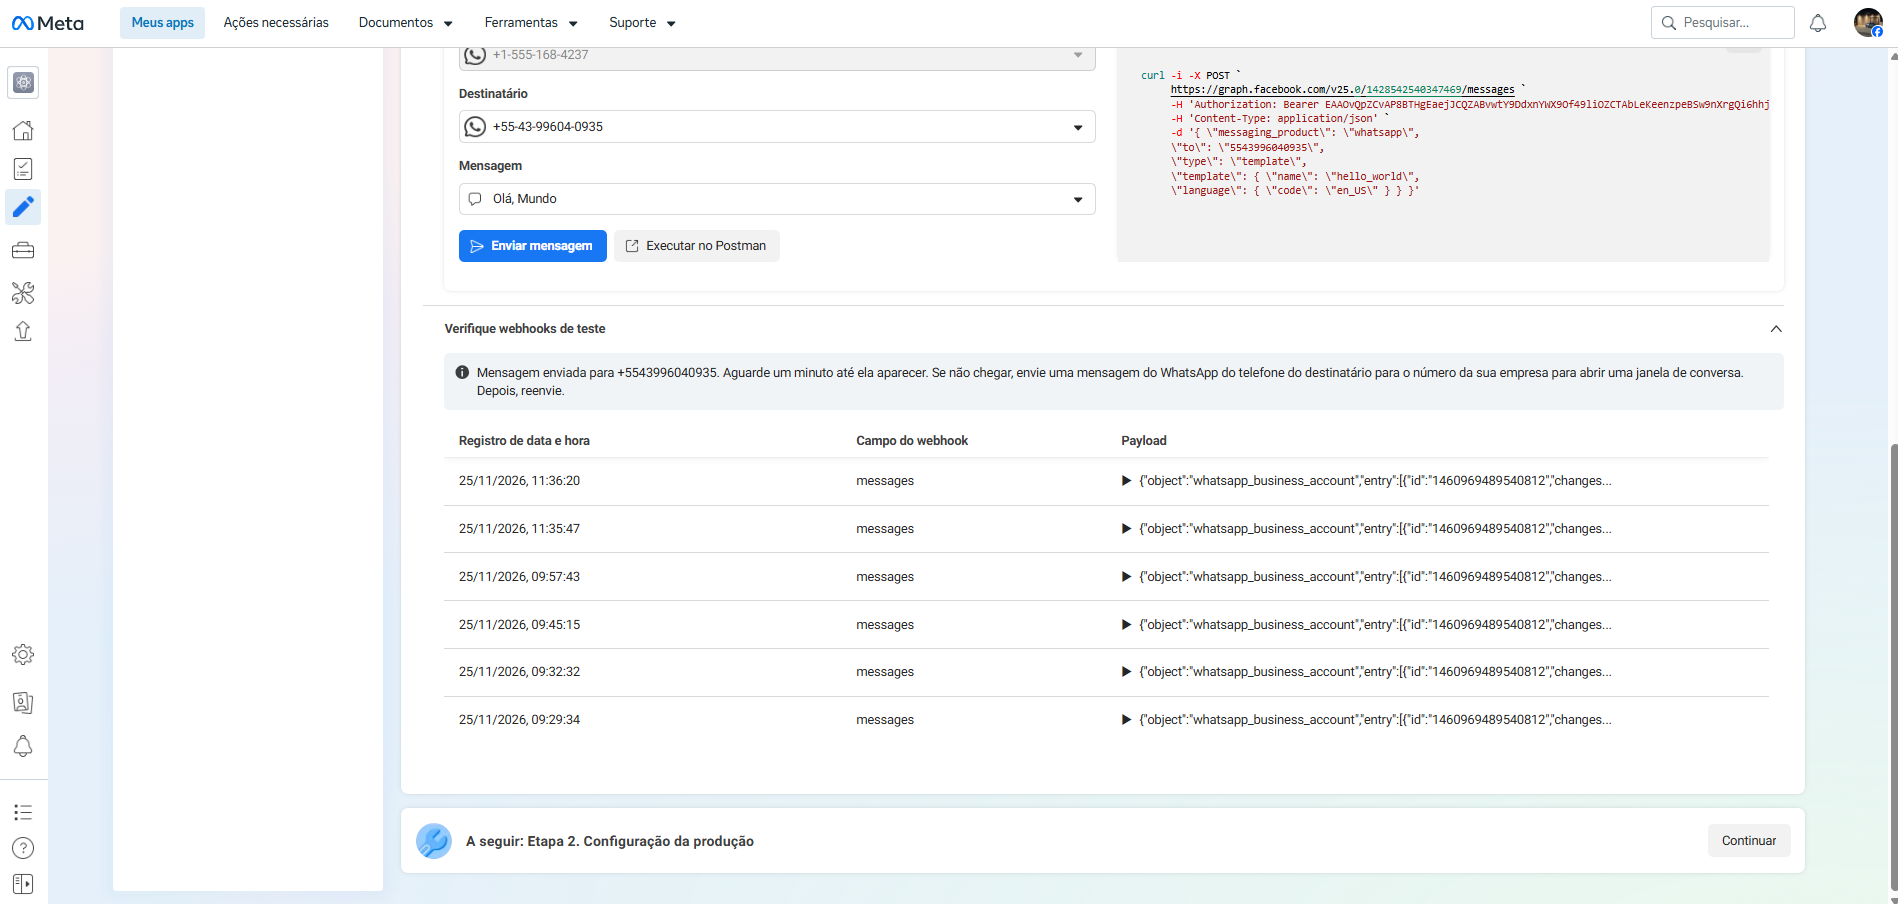 Meta
Meus apps
Ações necessárias
Documentos
Ferramentas
Suporte
Pesquisar...
+1-555-168-4237
Destinatário
+55-43-99604-0935
Mensagem
Olá, Mundo
Enviar mensagem
Executar no Postman
curl -i -X POST `
https://graph.facebook.com/v25.0/1428542540347469/messages `
-H 'Authorization: Bearer EAAOvQpZCvAP8BTHgEaejJCQZABvwtY9DdxnYWX9Of49liOZCTAbLeKeenzpeBSw9nXrgQi6hhj
-H 'Content-Type: application/json' `
-d '{ \"messaging_product\": \"whatsapp\",
\"to\": \"5543996040935\",
\"type\": \"template\",
\"template\": { \"name\": \"hello_world\",
\"language\": { \"code\": \"en_US\" } } }'
Verifique webhooks de teste
Mensagem enviada para +5543996040935. Aguarde um minuto até ela aparecer. Se não chegar, envie uma mensagem do WhatsApp do telefone do destinatário para o número da sua empresa para abrir uma janela de conversa.
Depois, reenvie.
Registro de data e hora Campo do webhook Payload
25/11/2026, 11:36:20 messages {"object":"whatsapp_business_account","entry":[{"id":"1460969489540812","changes...
25/11/2026, 11:35:47 messages {"object":"whatsapp_business_account","entry":[{"id":"1460969489540812","changes...
25/11/2026, 09:57:43 messages {"object":"whatsapp_business_account","entry":[{"id":"1460969489540812","changes...
25/11/2026, 09:45:15 messages {"object":"whatsapp_business_account","entry":[{"id":"1460969489540812","changes...
25/11/2026, 09:32:32 messages {"object":"whatsapp_business_account","entry":[{"id":"1460969489540812","changes...
25/11/2026, 09:29:34 messages {"object":"whatsapp_business_account","entry":[{"id":"1460969489540812","changes...
A seguir: Etapa 2. Configuração da produção
Continuar